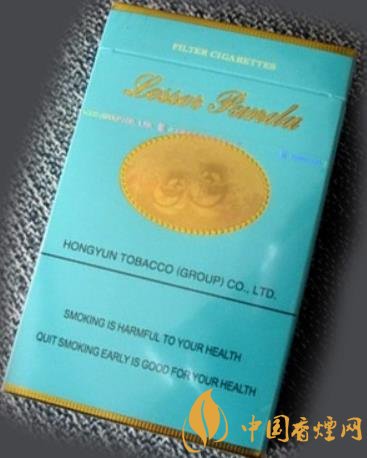 FILTER CIGARETTES
Lesser Panda
HONGYUN TOBACCO (GROUP) CO., LTD.
SMOKING IS HARMFUL TO YOUR HEALTH
QUIT SMOKING EARLY IS GOOD FOR YOUR HEALTH
中国香烟网